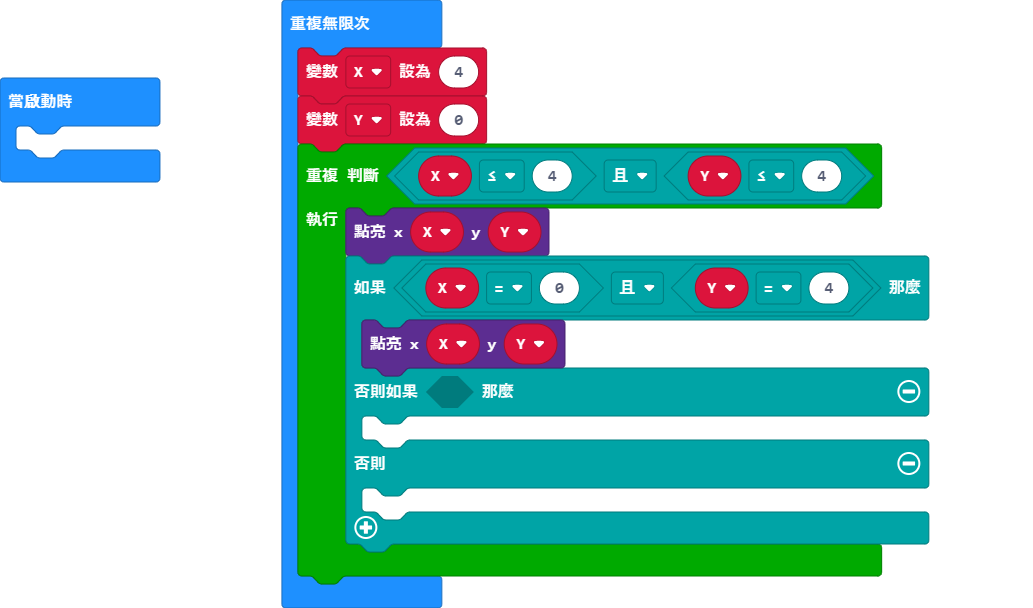 當啟動時
重複無限次
變數 X 設為 4
變數 Y 設為 0
重複 判斷 X ≤ 4 且 Y ≤ 4
執行
點亮 x X y Y
如果 X = 0 且 Y = 4 那麼
點亮 x X y Y
否則如果 那麼
否則